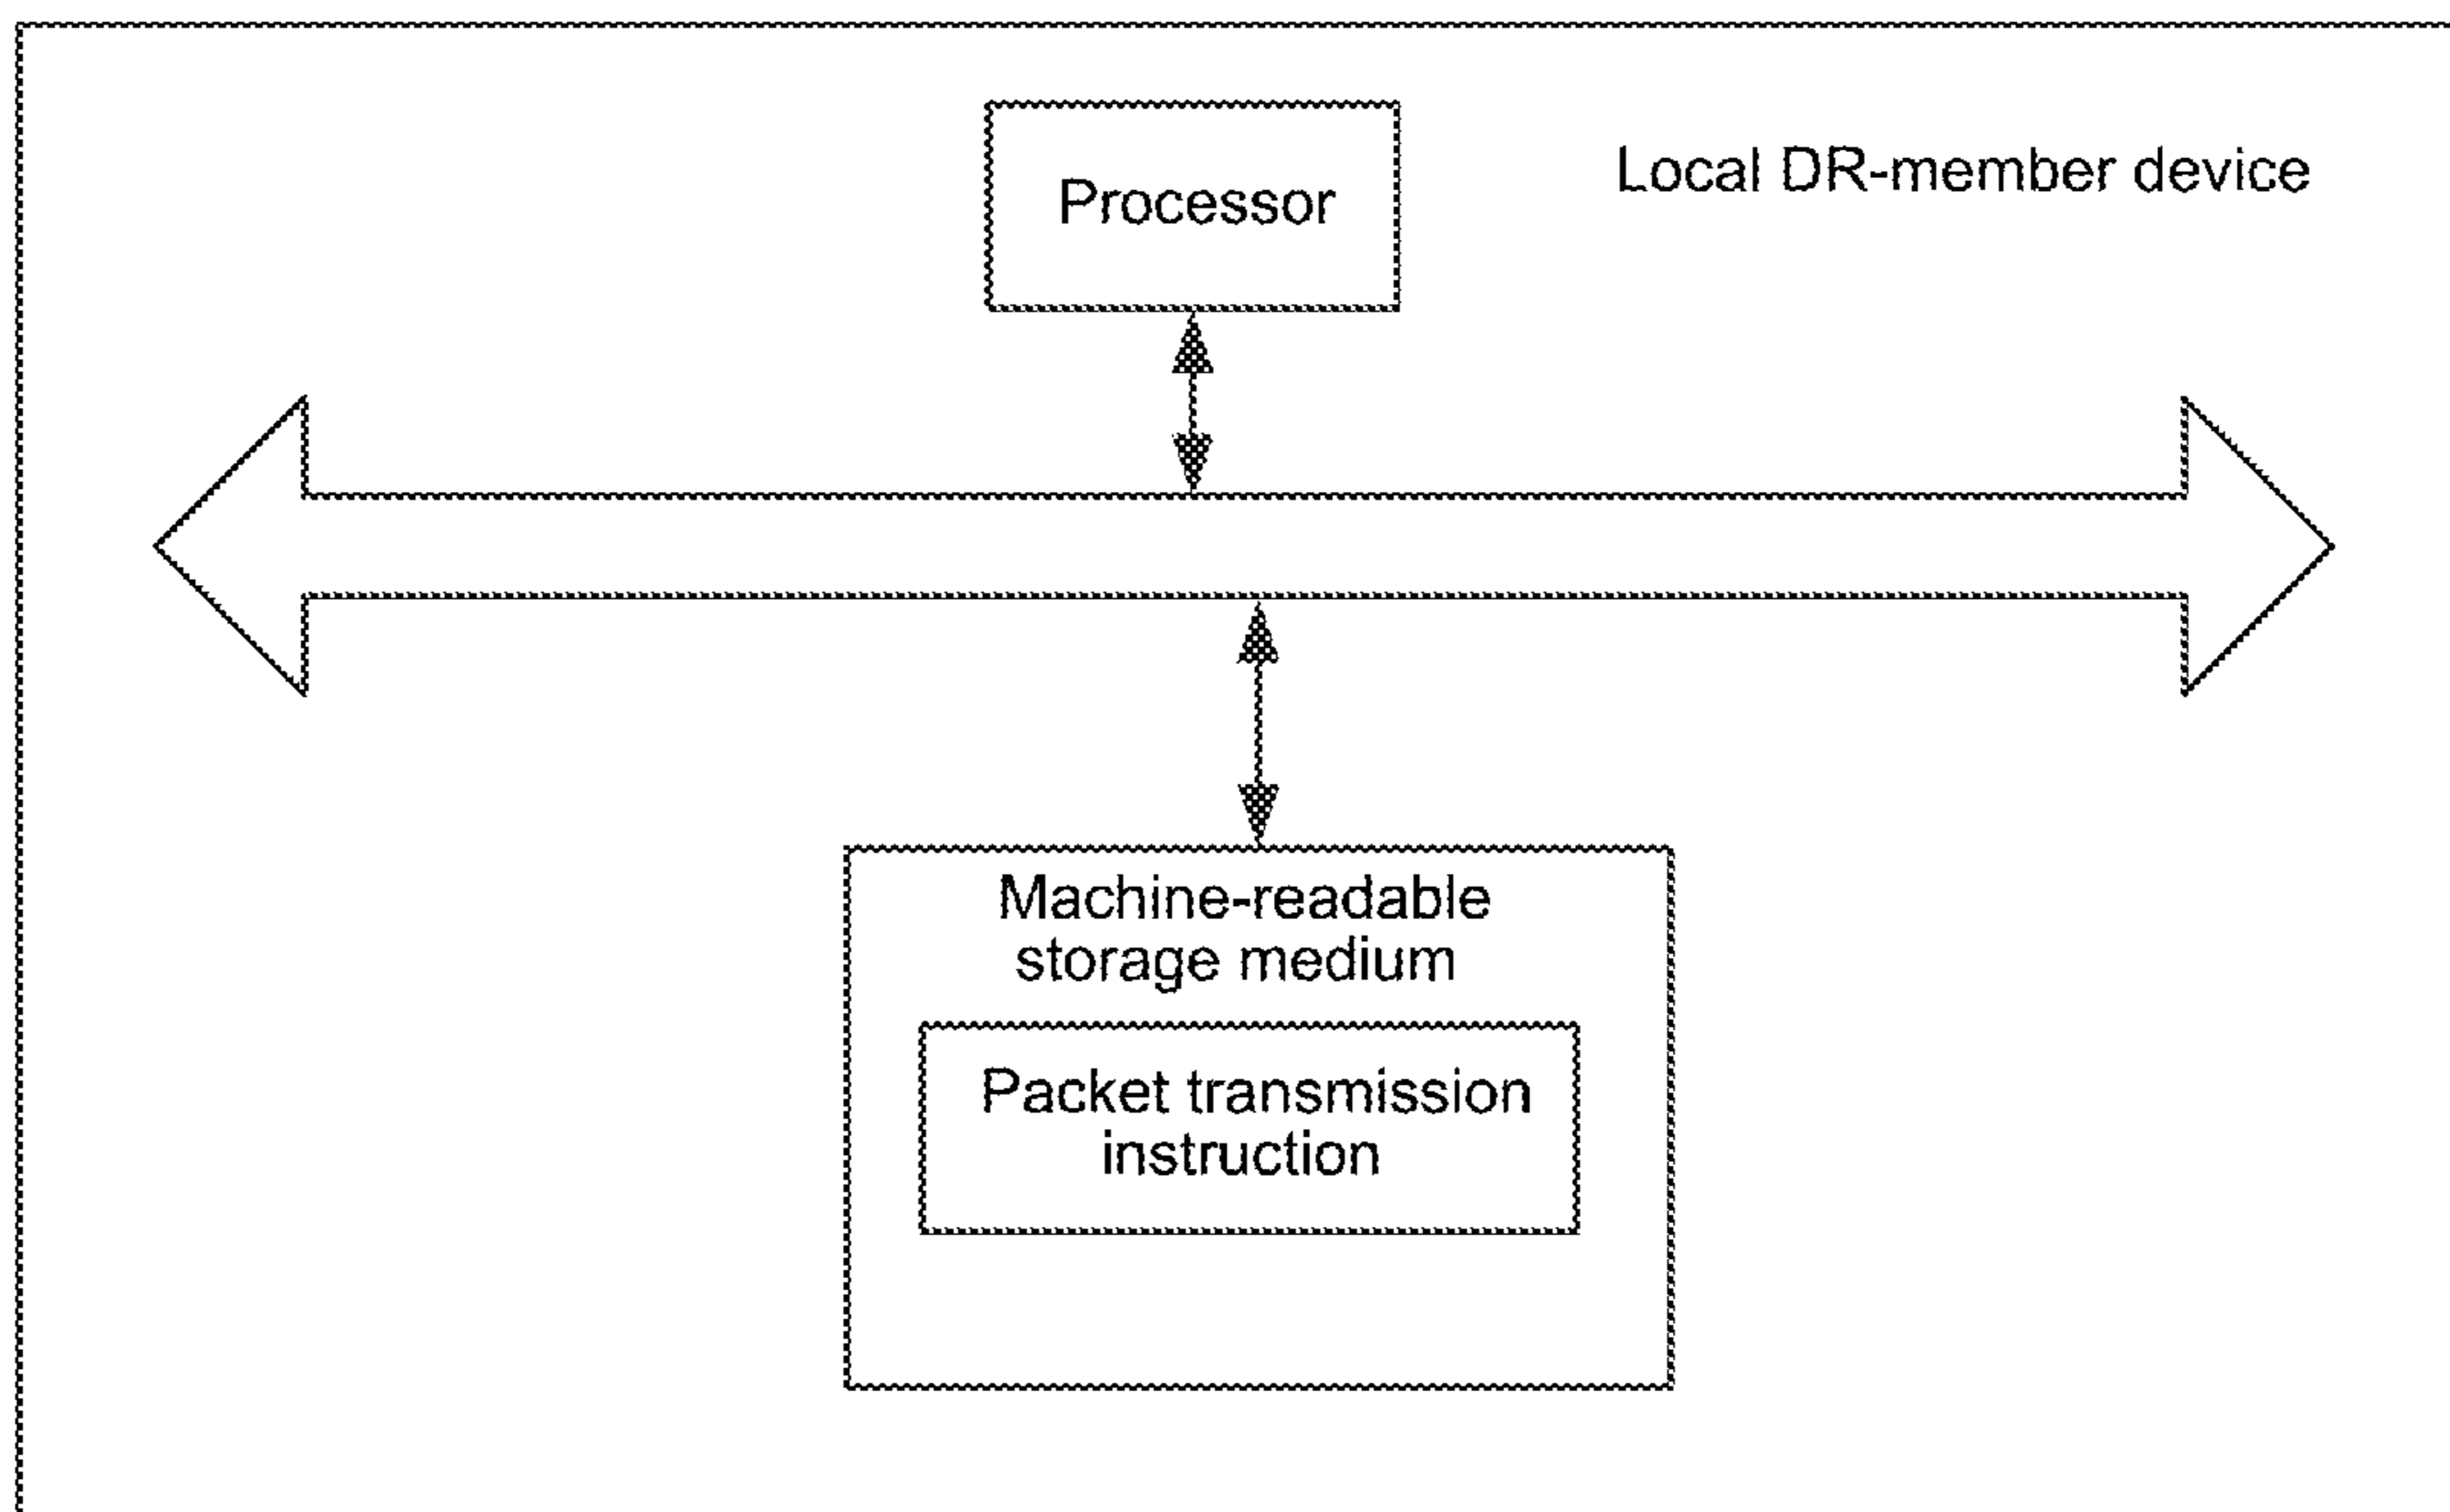 Processor
Local DR-member device
Machine-readable
storage medium
Packet transmission
instruction